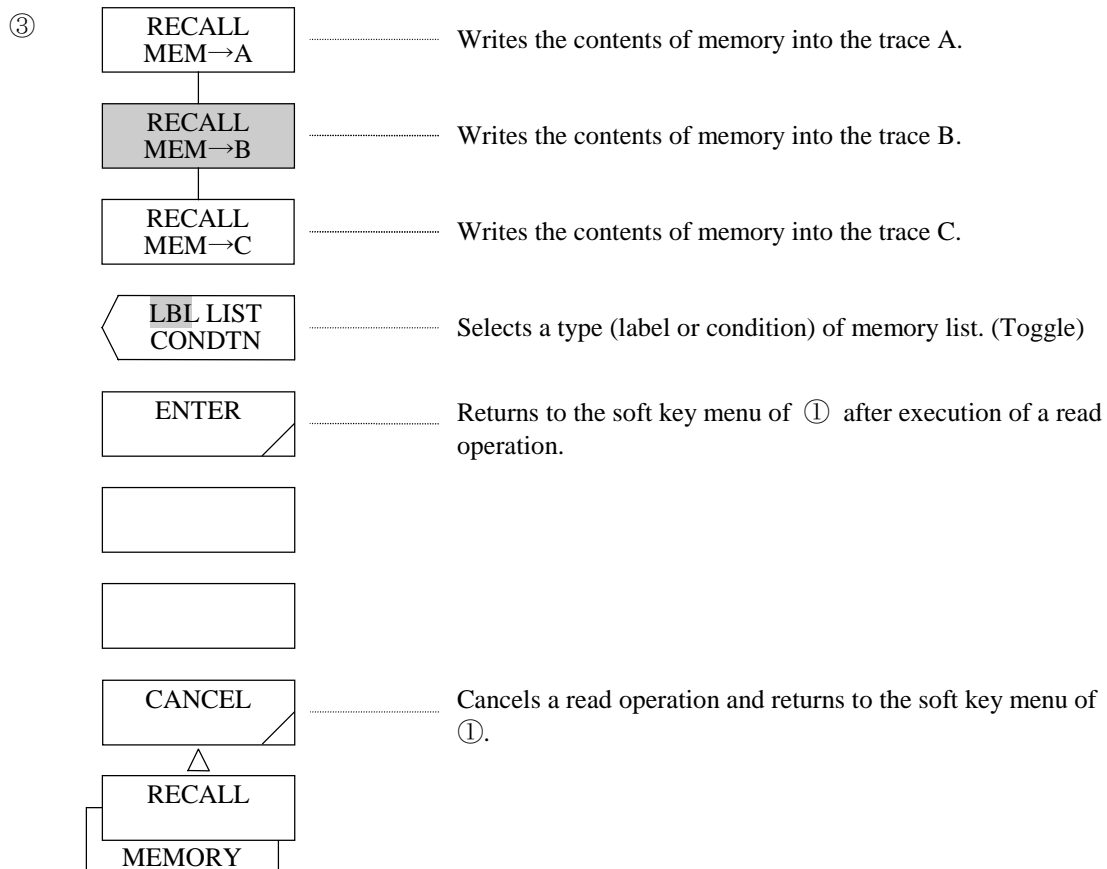 ③
RECALL
MEM→A
Writes the contents of memory into the trace A.
RECALL
MEM→B
Writes the contents of memory into the trace B.
RECALL
MEM→C
Writes the contents of memory into the trace C.
LBL LIST
CONDTN
Selects a type (label or condition) of memory list. (Toggle)
ENTER
Returns to the soft key menu of ① after execution of a read
operation.
CANCEL
Cancels a read operation and returns to the soft key menu of
①.
RECALL
MEMORY